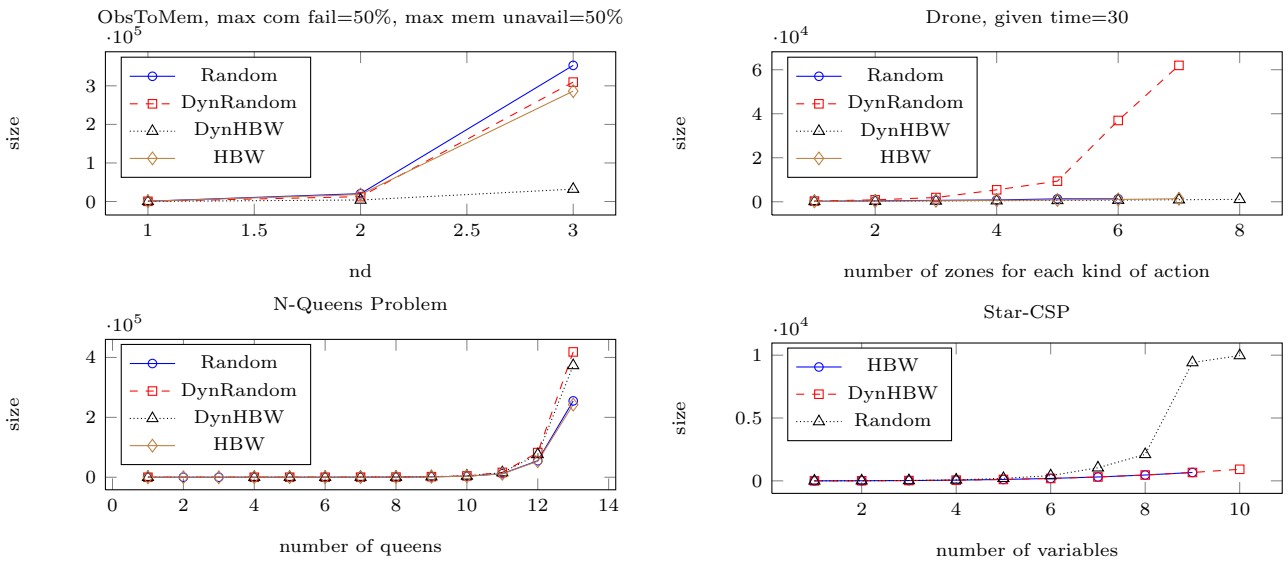 ObsToMem, max com fail=50%, max mem unavail=50%
·10^5
size
3
2
1
0
Random
DynRandom
DynHBW
HBW
1 1.5 2 2.5 3
nd
Drone, given time=30
·10^4
size
6
4
2
0
Random
DynRandom
DynHBW
HBW
2 4 6 8
number of zones for each kind of action
N-Queens Problem
·10^5
size
4
2
0
Random
DynRandom
DynHBW
HBW
0 2 4 6 8 10 12 14
number of queens
Star-CSP
·10^4
size
1
0.5
0
HBW
DynHBW
Random
2 4 6 8 10
number of variables